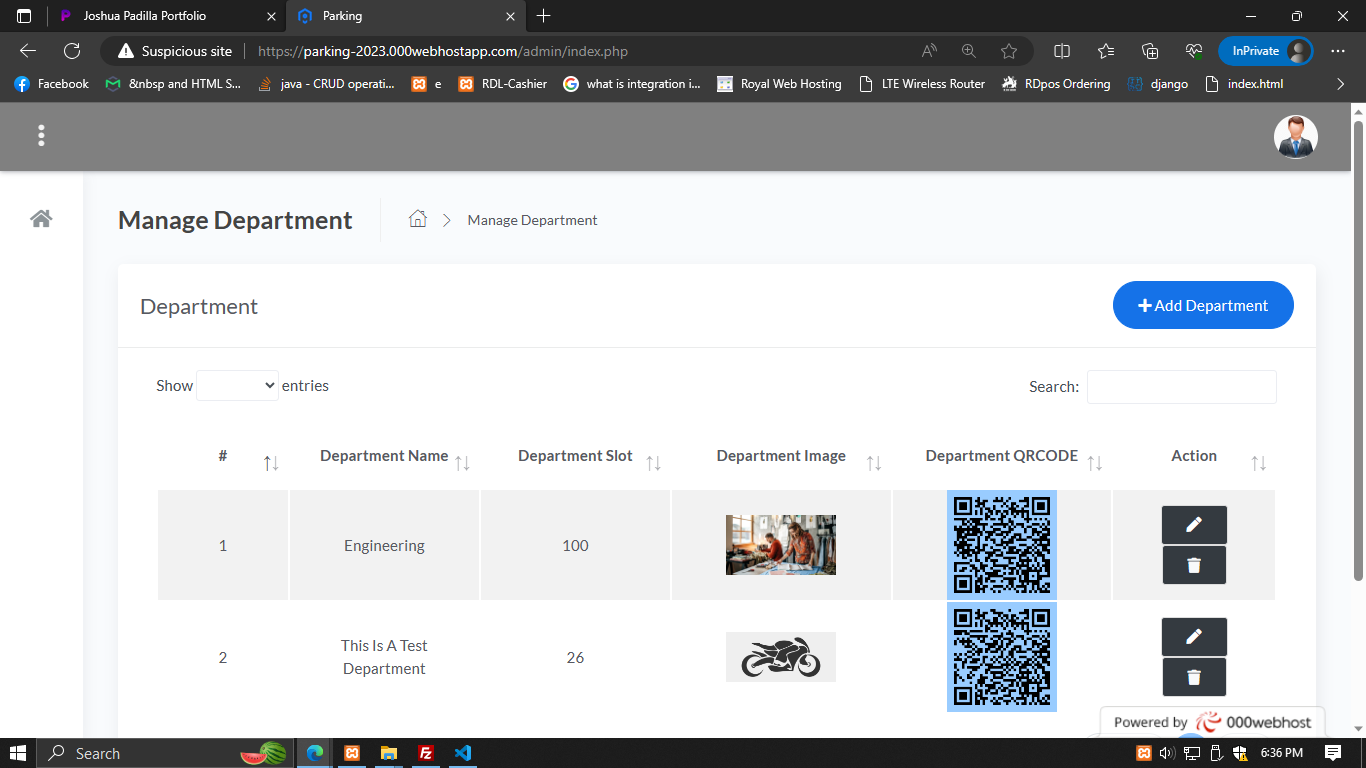 Joshua Padilla Portfolio
Parking
Suspicious site
https://parking-2023.000webhostapp.com/admin/index.php
InPrivate
Facebook
&nbsp and HTML S...
java - CRUD operati...
e
RDL-Cashier
what is integration i...
Royal Web Hosting
LTE Wireless Router
RDpos Ordering
django
index.html
Manage Department
Manage Department
Department
Add Department
Show entries
Search:
# Department Name Department Slot Department Image Department QRCODE Action
1 Engineering 100
This Is A Test
2 26
Department
Powered by 000webhost
Search
6:36 PM